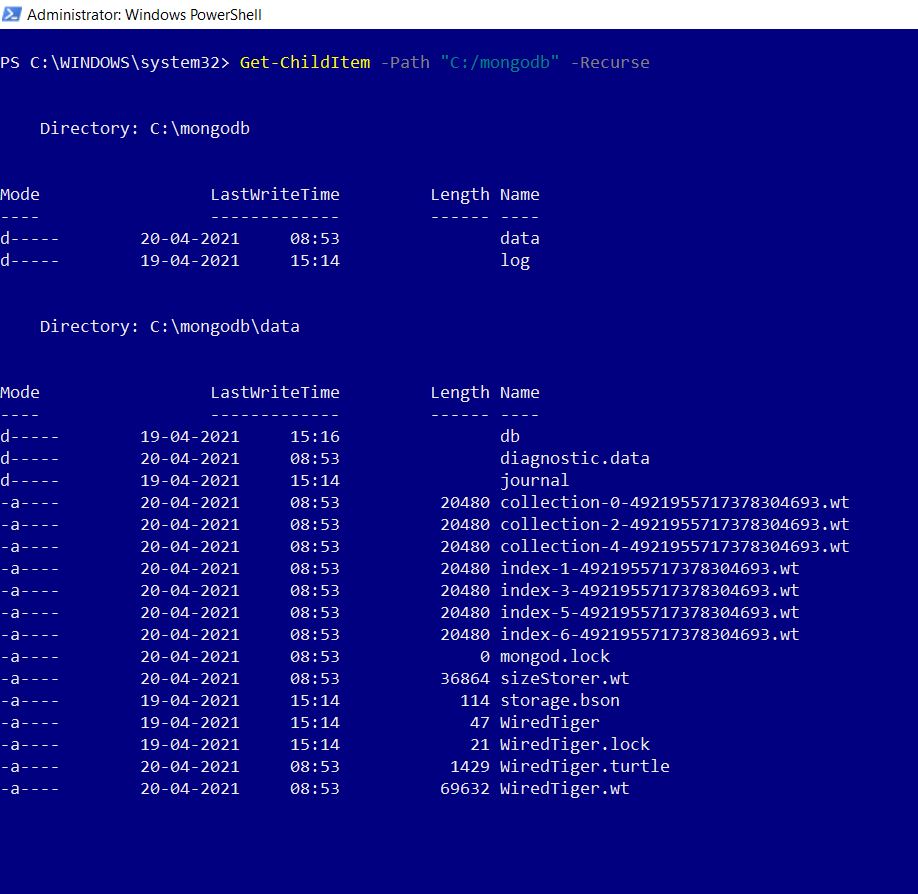 Administrator: Windows PowerShell
PS C:\WINDOWS\system32> Get-ChildItem -Path "C:/mongodb" -Recurse
Directory: C:\mongodb
Mode LastWriteTime Length Name
---- ------------- ------ ----
d----- 20-04-2021 08:53 data
d----- 19-04-2021 15:14 log
Directory: C:\mongodb\data
Mode LastWriteTime Length Name
---- ------------- ------ ----
d----- 19-04-2021 15:16 db
d----- 20-04-2021 08:53 diagnostic.data
d----- 19-04-2021 15:14 journal
-a---- 20-04-2021 08:53 20480 collection-0-4921955717378304693.wt
-a---- 20-04-2021 08:53 20480 collection-2-4921955717378304693.wt
-a---- 20-04-2021 08:53 20480 collection-4-4921955717378304693.wt
-a---- 20-04-2021 08:53 20480 index-1-4921955717378304693.wt
-a---- 20-04-2021 08:53 20480 index-3-4921955717378304693.wt
-a---- 20-04-2021 08:53 20480 index-5-4921955717378304693.wt
-a---- 20-04-2021 08:53 20480 index-6-4921955717378304693.wt
-a---- 20-04-2021 08:53 0 mongod.lock
-a---- 20-04-2021 08:53 36864 sizeStorer.wt
-a---- 19-04-2021 15:14 114 storage.bson
-a---- 19-04-2021 15:14 47 WiredTiger
-a---- 19-04-2021 15:14 21 WiredTiger.lock
-a---- 20-04-2021 08:53 1429 WiredTiger.turtle
-a---- 20-04-2021 08:53 69632 WiredTiger.wt